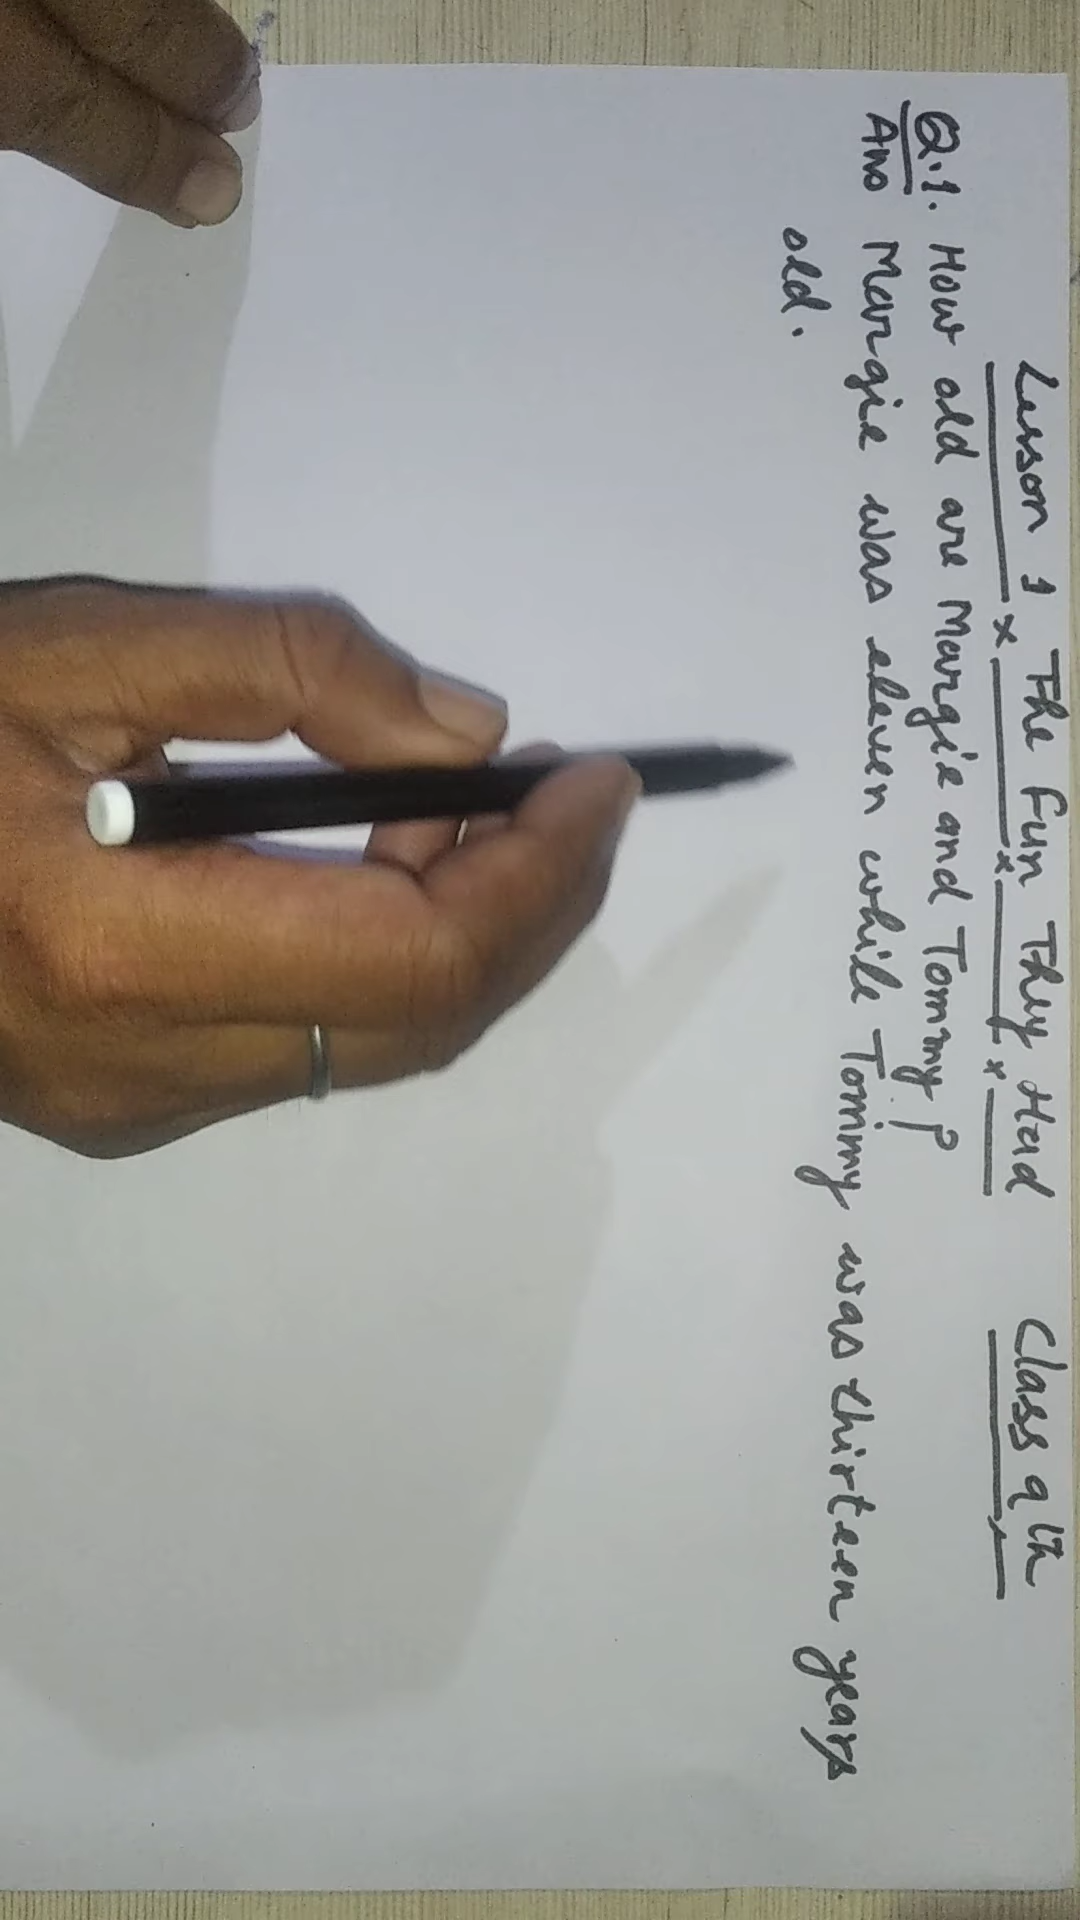 Lesson 1 The Fun They Had Class 9th
Q.1. How old are Margie and Tommy?
Ans Margie was eleven while Tommy was thirteen years
old.